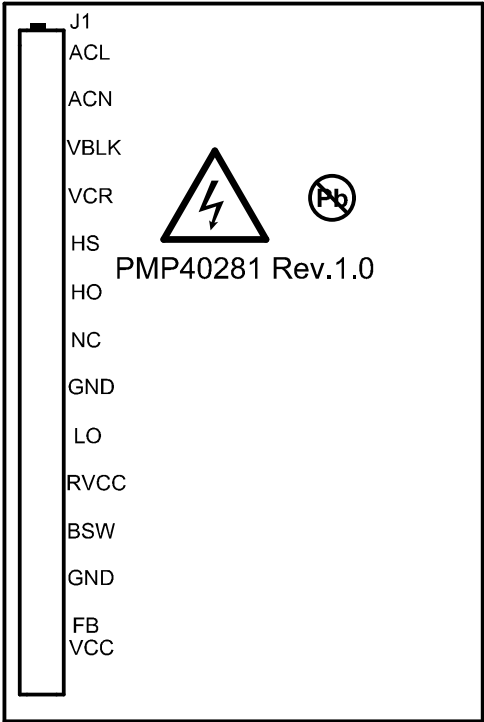 J1
ACL
ACN
VBLK
VCR
Pb
HS
PMP40281 Rev.1.0
HO
NC
GND
LO
RVCC
BSW
GND
FB
VCC